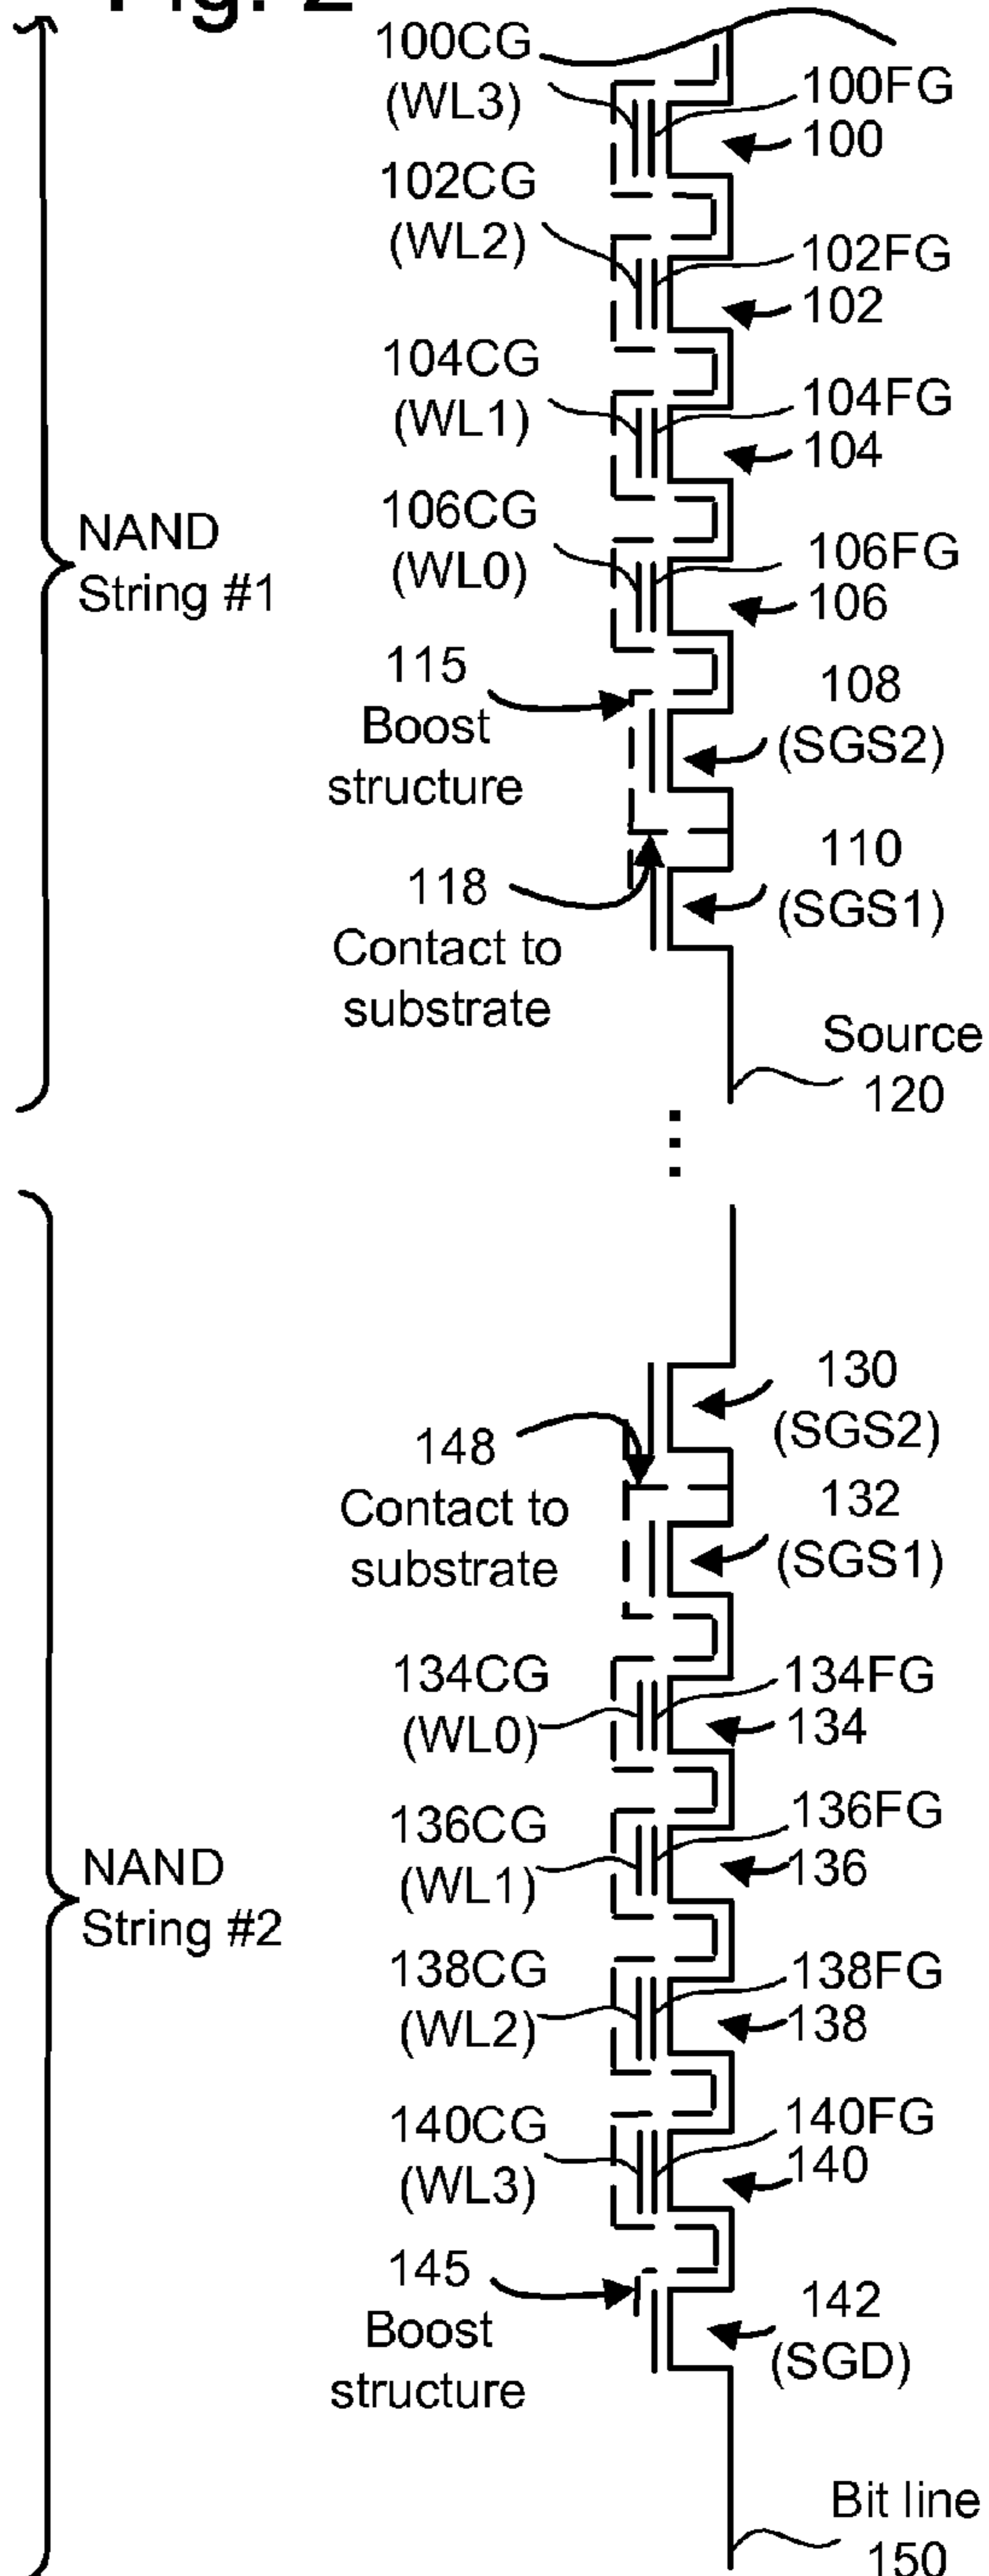 Fig. 2
100CG
(WL3)
100FG
100
102CG
(WL2)
102FG
102
104CG
(WL1)
104FG
104
106CG
(WL0)
106FG
106
NAND
String #1
115
Boost
structure
108
(SGS2)
118
Contact to
substrate
110
(SGS1)
Source
120
130
(SGS2)
148
Contact to
substrate
132
(SGS1)
134CG
(WL0)
134FG
134
136CG
(WL1)
136FG
136
NAND
String #2
138CG
(WL2)
138FG
138
140CG
(WL3)
140FG
140
145
Boost
structure
142
(SGD)
Bit line
150